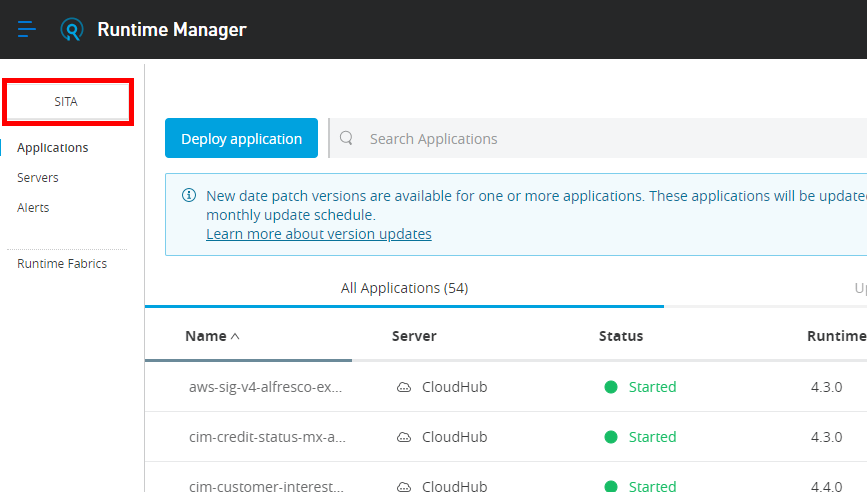 Runtime Manager
SITA
Applications
Servers
Alerts
Runtime Fabrics
Deploy application
Search Applications
New date patch versions are available for one or more applications. These applications will be update
monthly update schedule.
Learn more about version updates
All Applications (54)
Up
Name Server Status Runtime
aws-sig-v4-alfresco-ex... CloudHub Started 4.3.0
cim-credit-status-mx-a... CloudHub Started 4.3.0
cim-customer-interest... CloudHub Started 4.4.0